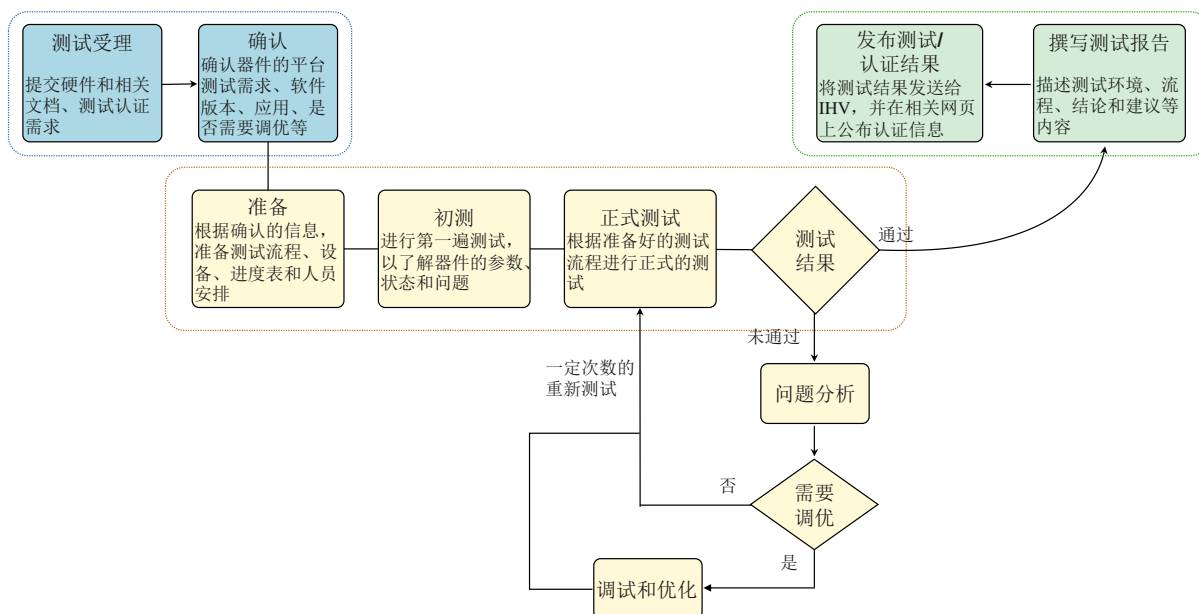 测试受理
提交硬件和相关
文档、测试认证
需求
确认
确认器件的平台
测试需求、软件
版本、应用、是
否需要调优等
发布测试/
认证结果
将测试结果发送给
IHV，并在相关网页
上公布认证信息
撰写测试报告
描述测试环境、流
程、结论和建议等
内容
准备
根据确认的信息，
准备测试流程、设
备、进度表和人员
安排
初测
进行第一遍测试，
以了解器件的参数、
状态和问题
正式测试
根据准备好的测试
流程进行正式的测
试
测试
结果
通过
未通过
一定次数的
重新测试
问题分析
否
需要
调优
是
调试和优化